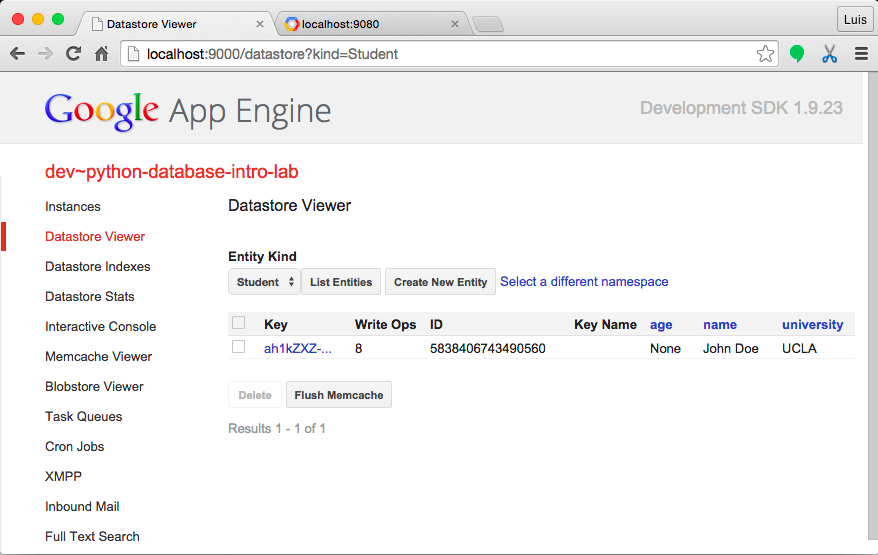 Datastore Viewer
localhost:9080
Luis
localhost:9000/datastore?kind=Student
Google App Engine
Development SDK 1.9.23
dev~python-database-intro-lab
Instances
Datastore Viewer
Datastore Indexes
Datastore Stats
Interactive Console
Memcache Viewer
Blobstore Viewer
Task Queues
Cron Jobs
XMPP
Inbound Mail
Full Text Search
Datastore Viewer
Entity Kind
Student List Entities Create New Entity Select a different namespace
Key Write Ops ID Key Name age name university
ah1kZXZ-... 8 5838406743490560 None John Doe UCLA
Delete Flush Memcache
Results 1 - 1 of 1